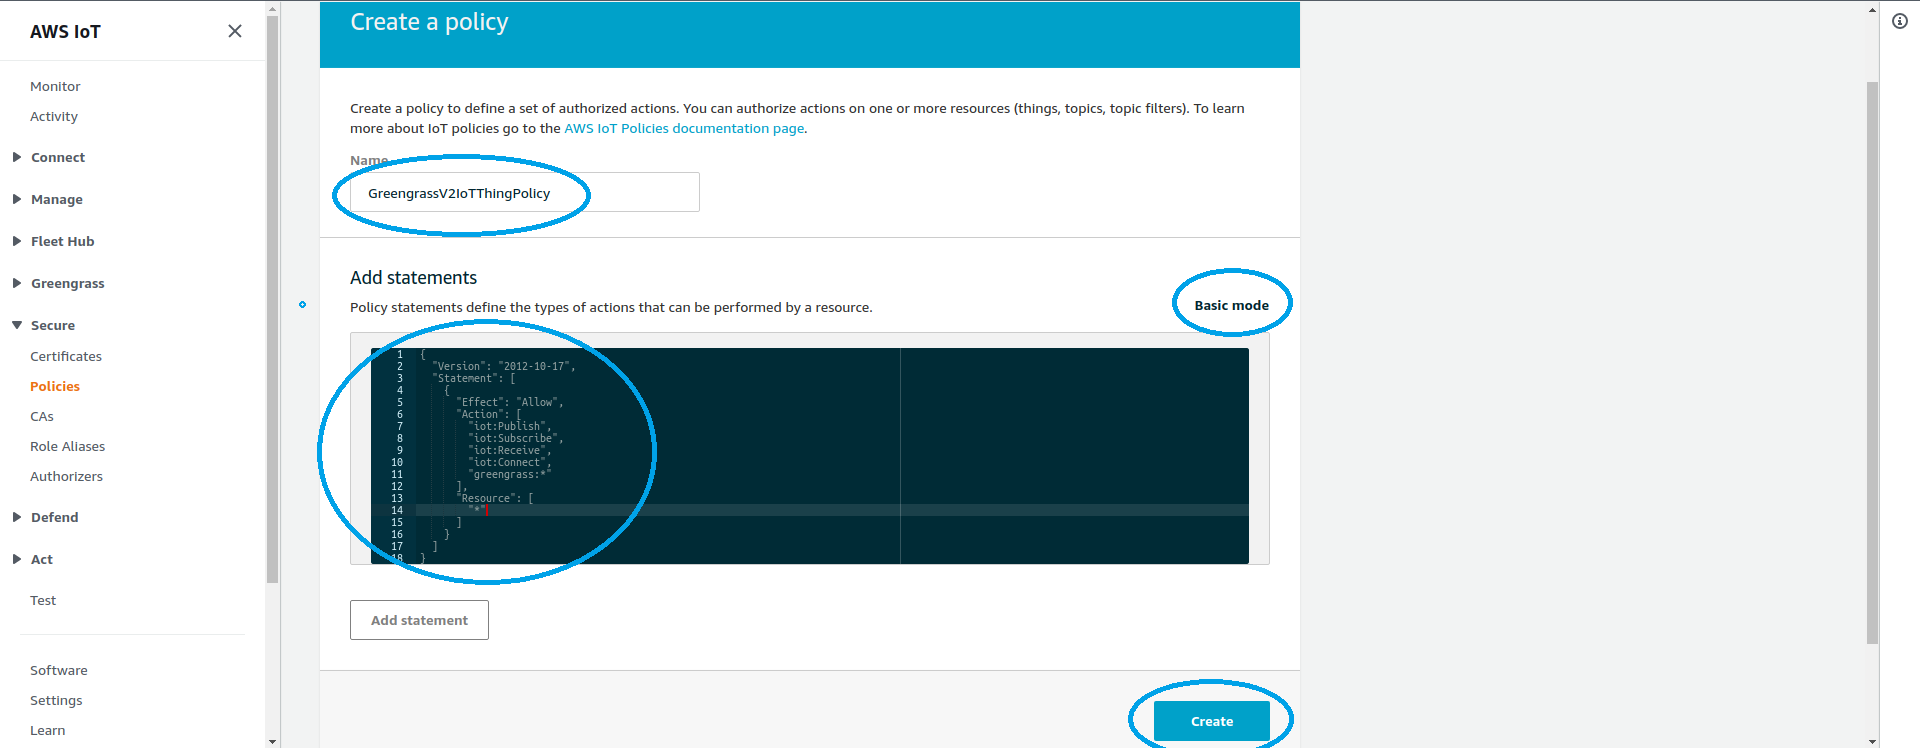 AWS IoT
Monitor
Activity
Connect
Manage
Fleet Hub
Greengrass
Secure
Certificates
Policies
CAs
Role Aliases
Authorizers
Defend
Act
Test
Software
Settings
Learn
Create a policy
Create a policy to define a set of authorized actions. You can authorize actions on one or more resources (things, topics, topic filters). To learn
more about IoT policies go to the AWS IoT Policies documentation page.
Name
GreengrassV2IoTThingPolicy
Add statements
Policy statements define the types of actions that can be performed by a resource.
Basic mode
1 {
2 "Version": "2012-10-17",
3 "Statement": [
4 {
5 "Effect": "Allow",
6 "Action": [
7 "iot:Publish",
8 "iot:Subscribe",
9 "iot:Receive",
10 "iot:Connect",
11 "greengrass:*"
12 ],
13 "Resource": [
14 "*"
15 ]
16 }
17 ]
18 }
Add statement
Create